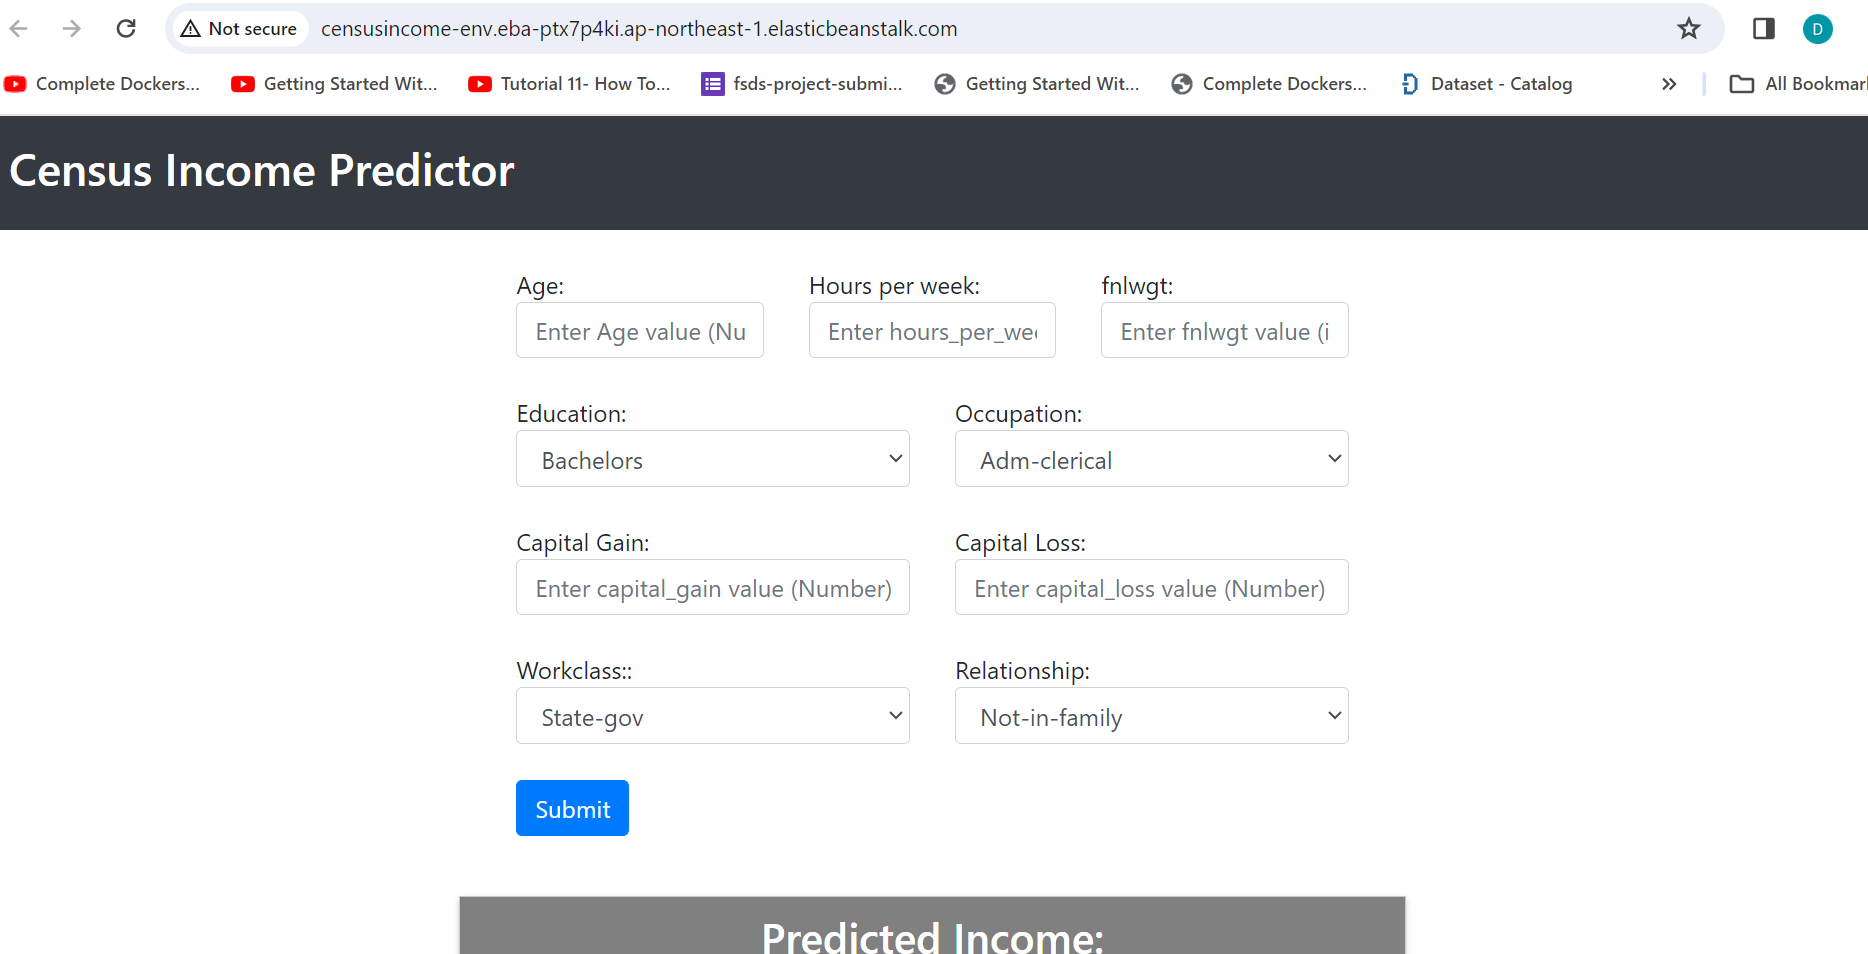 Not secure censusincome-env.eba-ptx7p4ki.ap-northeast-1.elasticbeanstalk.com D
Complete Dockers... Getting Started Wit... Tutorial 11- How To... fsds-project-submi... Getting Started Wit... Complete Dockers... Dataset - Catalog » All Bookmar
Census Income Predictor
Age: Hours per week: fnlwgt:
Enter Age value (Nu Enter hours_per_wee Enter fnlwgt value (i
Education: Occupation:
Bachelors Adm-clerical
Capital Gain: Capital Loss:
Enter capital_gain value (Number) Enter capital_loss value (Number)
Workclass:: Relationship:
State-gov Not-in-family
Submit
Predicted Income: